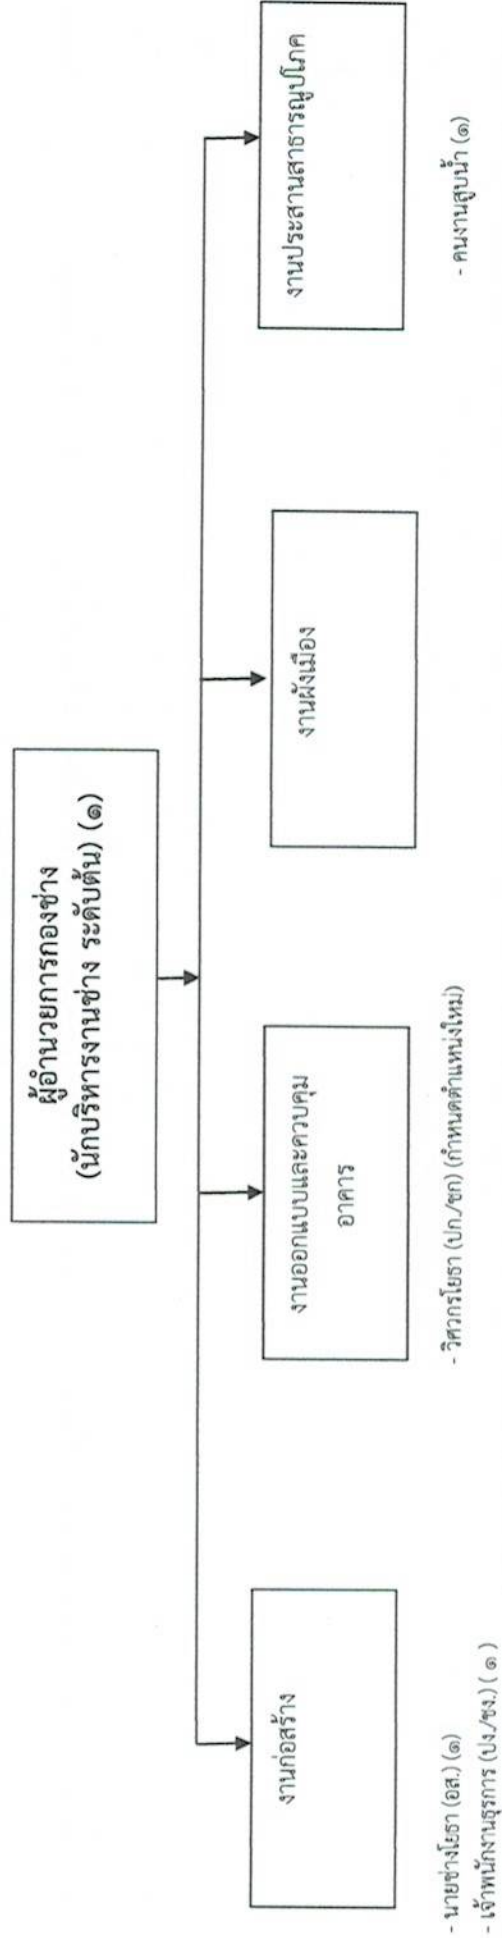 ผู้อำนวยการกองช่าง
(นักบริหารงานช่าง ระดับต้น) (๑)
งานก่อสร้าง
- นายช่างโยธา (อส.) (๑)
- เจ้าพนักงานธุรการ (ปง./ชง.) ( ๑ )
งานออกแบบและควบคุม
อาคาร
- วิศวกรโยธา (ปก./ชก) (กำหนดตำแหน่งใหม่)
งานผังเมือง
งานประสานสาธารณูปโภค
- คนงานสูบน้ำ (๑)